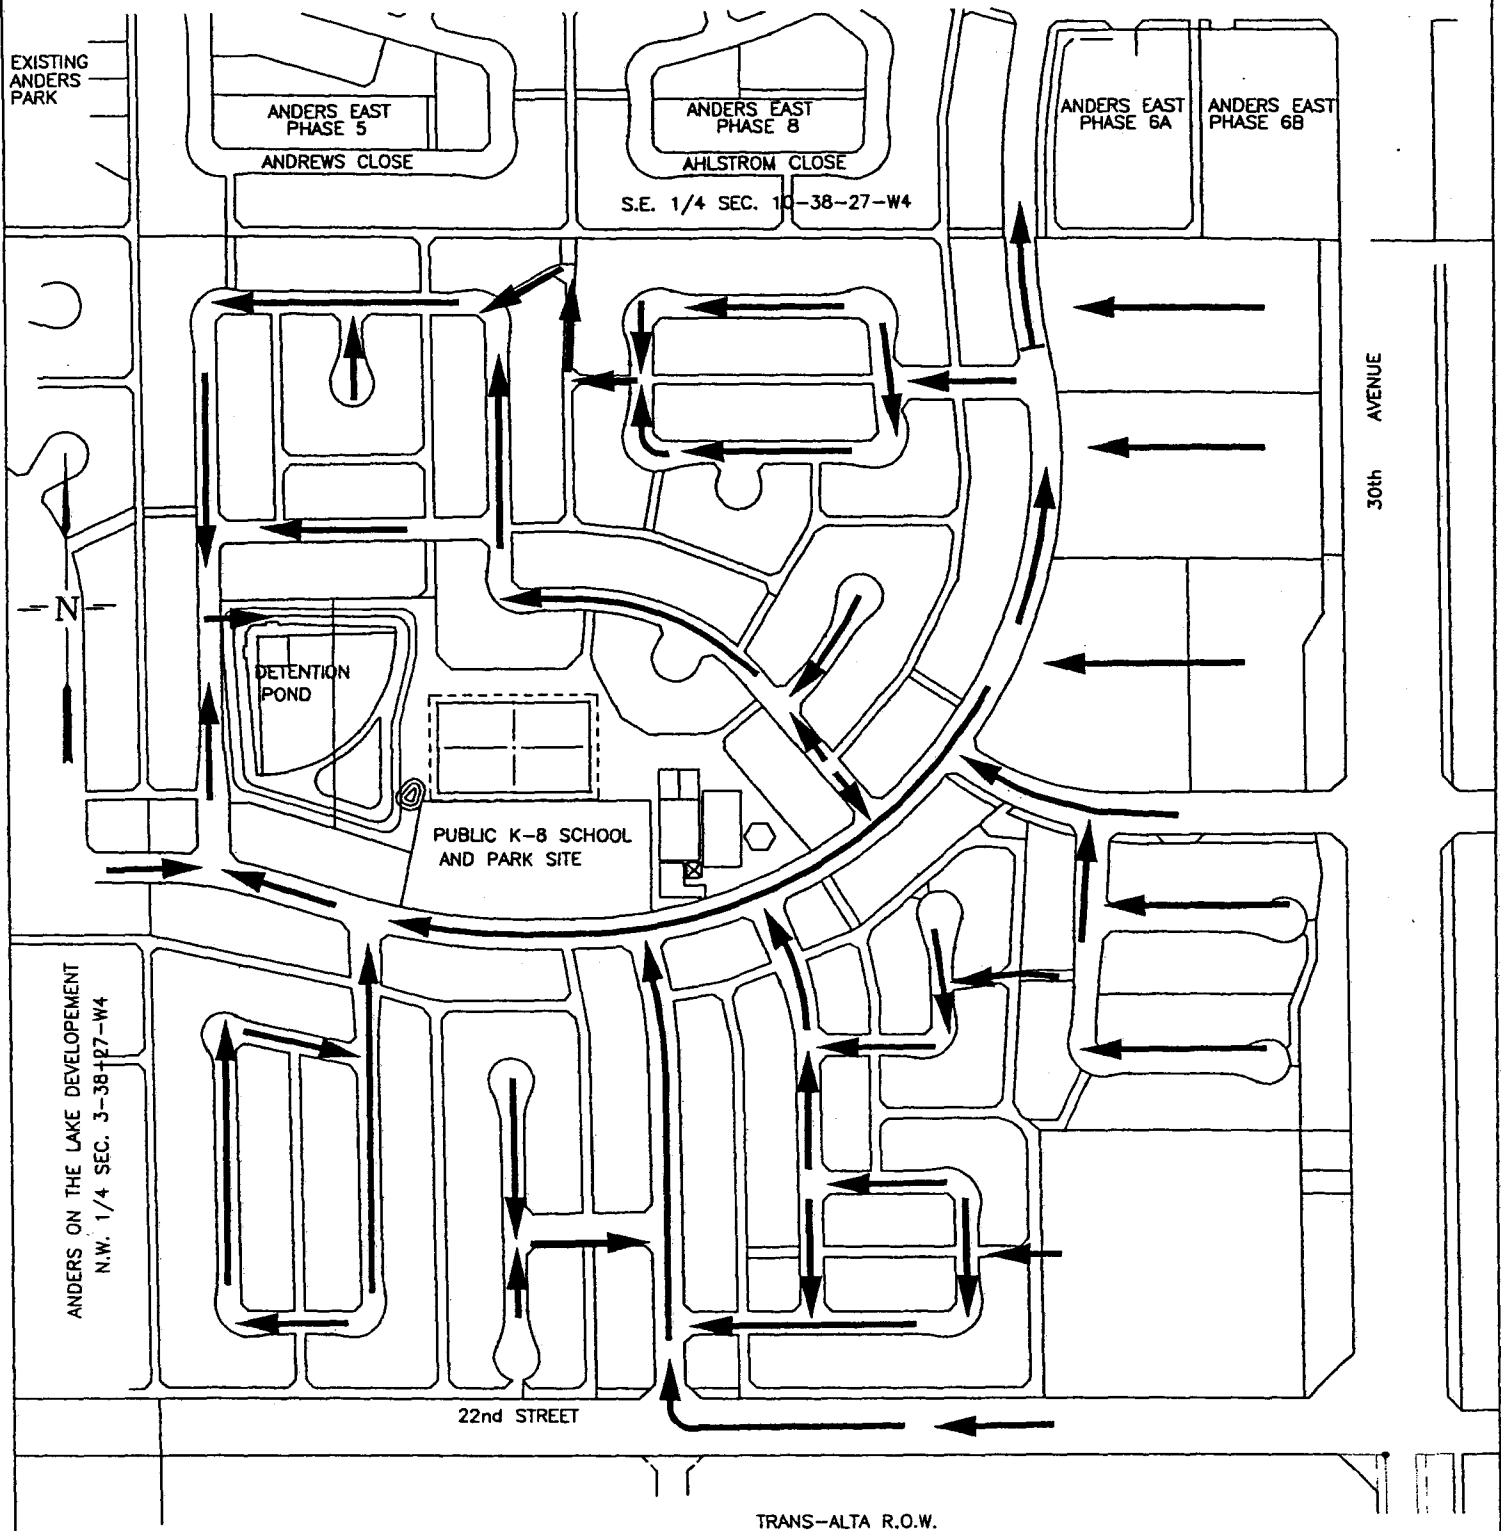 EXISTING
ANDERS
PARK
ANDERS EAST
PHASE 5
ANDREWS CLOSE
ANDERS EAST
PHASE 8
AHLSTROM CLOSE
S.E. 1/4 SEC. 10-38-27-W4
ANDERS EAST
PHASE 6A
ANDERS EAST
PHASE 6B
30th AVENUE
N
DETENTION
POND
PUBLIC K-8 SCHOOL
AND PARK SITE
ANDERS ON THE LAKE DEVELOPEMENT
N.W. 1/4 SEC. 3-38-27-W4
22nd STREET
TRANS-ALTA R.O.W.